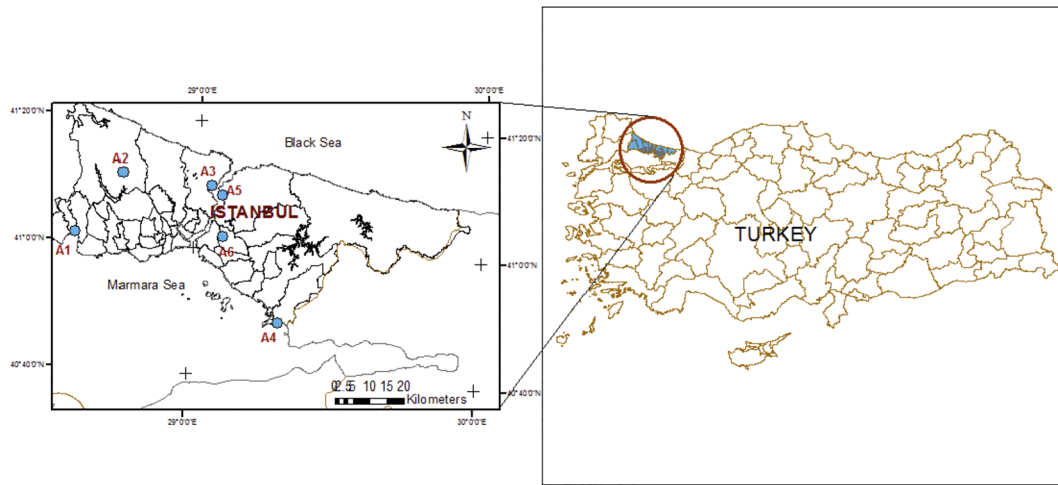 29°0'0"E
30°0'0"E
41°20'0"N
N
Black Sea
41°20'0"N
A2
A3
A5
ISTANBUL
TURKEY
41°0'0"N
A1
A6
41°0'0"N
Marmara Sea
A4
40°40'0"N
0 2.5 5 10 15 20
Kilometers
40°40'0"N
29°0'0"E
30°0'0"E